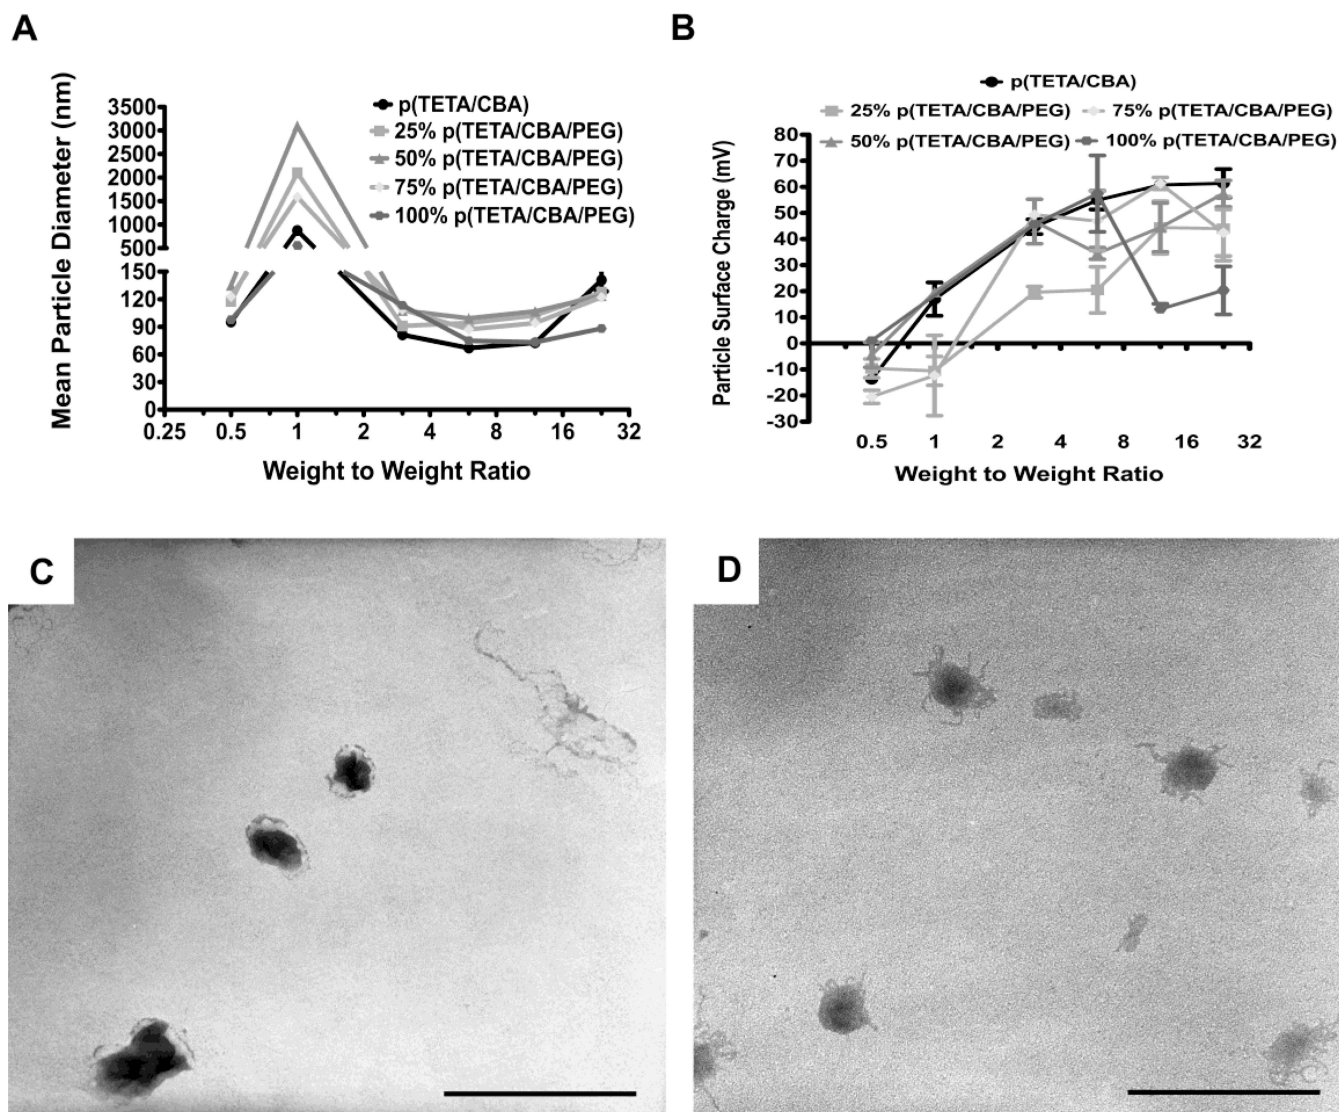 A
Mean Particle Diameter (nm)
3500
3000
2500
2000
1500
1000
500
150
120
90
60
30
0
0.25 0.5 1 2 4 8 16 32
Weight to Weight Ratio
p(TETA/CBA)
25% p(TETA/CBA/PEG)
50% p(TETA/CBA/PEG)
75% p(TETA/CBA/PEG)
100% p(TETA/CBA/PEG)
B
p(TETA/CBA)
25% p(TETA/CBA/PEG) 75% p(TETA/CBA/PEG)
50% p(TETA/CBA/PEG) 100% p(TETA/CBA/PEG)
Particle Surface Charge (mV)
80
70
60
50
40
30
20
10
0
-10
-20
-30
0.5 1 2 4 8 16 32
Weight to Weight Ratio
C
D